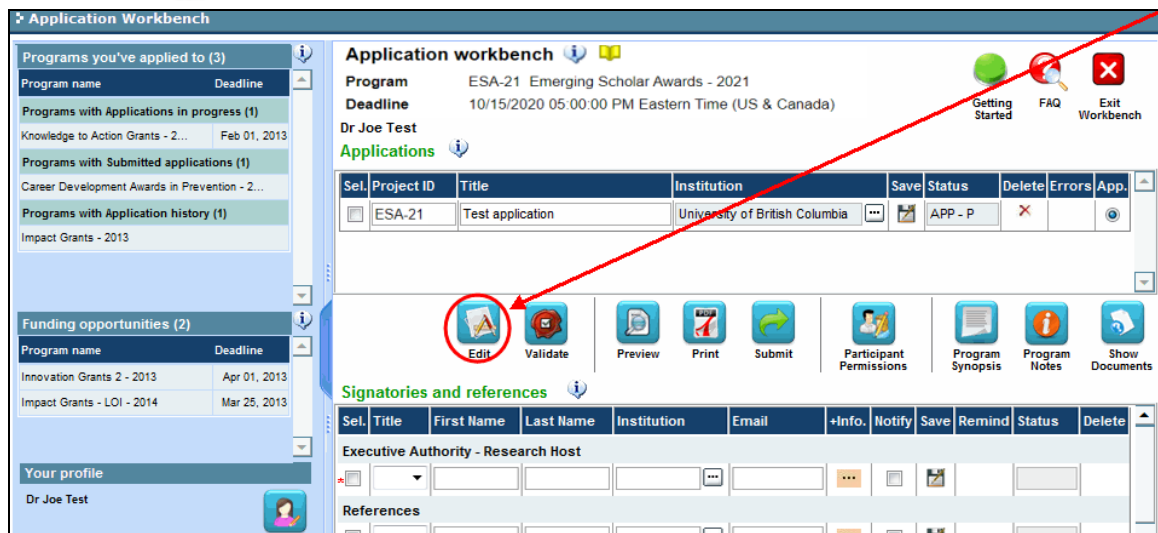 Application Workbench
Programs you've applied to (3)
Program name Deadline
Programs with Applications in progress (1)
Knowledge to Action Grants - 2... Feb 01, 2013
Programs with Submitted applications (1)
Career Development Awards in Prevention - 2...
Programs with Application history (1)
Impact Grants - 2013
Funding opportunities (2)
Program name Deadline
Innovation Grants 2 - 2013 Apr 01, 2013
Impact Grants - LOI - 2014 Mar 25, 2013
Your profile
Dr Joe Test
Application workbench
Program ESA-21 Emerging Scholar Awards - 2021
Deadline 10/15/2020 05:00:00 PM Eastern Time (US & Canada)
Dr Joe Test
Getting Started
FAQ
Exit Workbench
Applications
Sel. Project ID Title Institution Save Status Delete Errors App.
ESA-21 Test application University of British Columbia ... APP - P
Edit
Validate
Preview
PDF
Print
Submit
Participant Permissions
Program Synopsis
Program Notes
Show Documents
Signatories and references
Sel. Title First Name Last Name Institution Email +Info. Notify Save Remind Status Delete
Executive Authority - Research Host
* ... ...
References